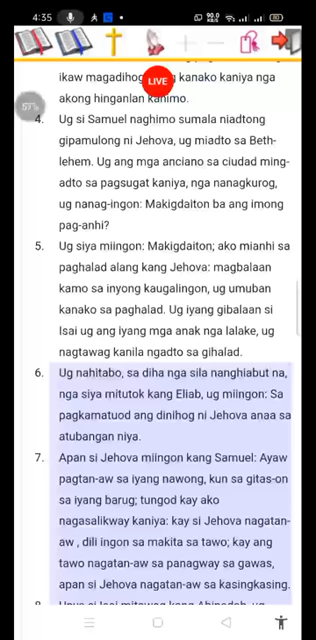 4:35
90.0
80
ikaw magadihog kanako kaniya nga
akong hinganlan kanimo.
LIVE
57%
4. Ug si Samuel naghimo sumala niadtong
gipamulong ni Jehova, ug miadto sa Beth-
lehem. Ug ang mga anciano sa ciudad ming-
adto sa pagsugat kaniya, nga nanagkurog,
ug nanag-ingon: Makigdaiton ba ang imong
pag-anhi?
5. Ug siya miingon: Makigdaiton; ako mianhi sa
paghalad alang kang Jehova: magbalaan
kamo sa inyong kaugalingon, ug umuban
kanako sa paghalad. Ug iyang gibalaan si
Isai ug ang iyang mga anak nga lalake, ug
nagtawag kanila ngadto sa gihalad.
6. Ug nahitabo, sa diha nga sila nanghiabut na,
nga siya mitutok kang Eliab, ug miingon: Sa
pagkamatuod ang dinihog ni Jehova anaa sa
atubangan niya.
7. Apan si Jehova miingon kang Samuel: Ayaw
pagtan-aw sa iyang nawong, kun sa gitas-on
sa iyang barug; tungod kay ako
nagasalikway kaniya: kay si Jehova nagatan-
aw , dili ingon sa makita sa tawo; kay ang
tawo nagatan-aw sa panagway sa gawas,
apan si Jehova nagatan-aw sa kasingkasing.